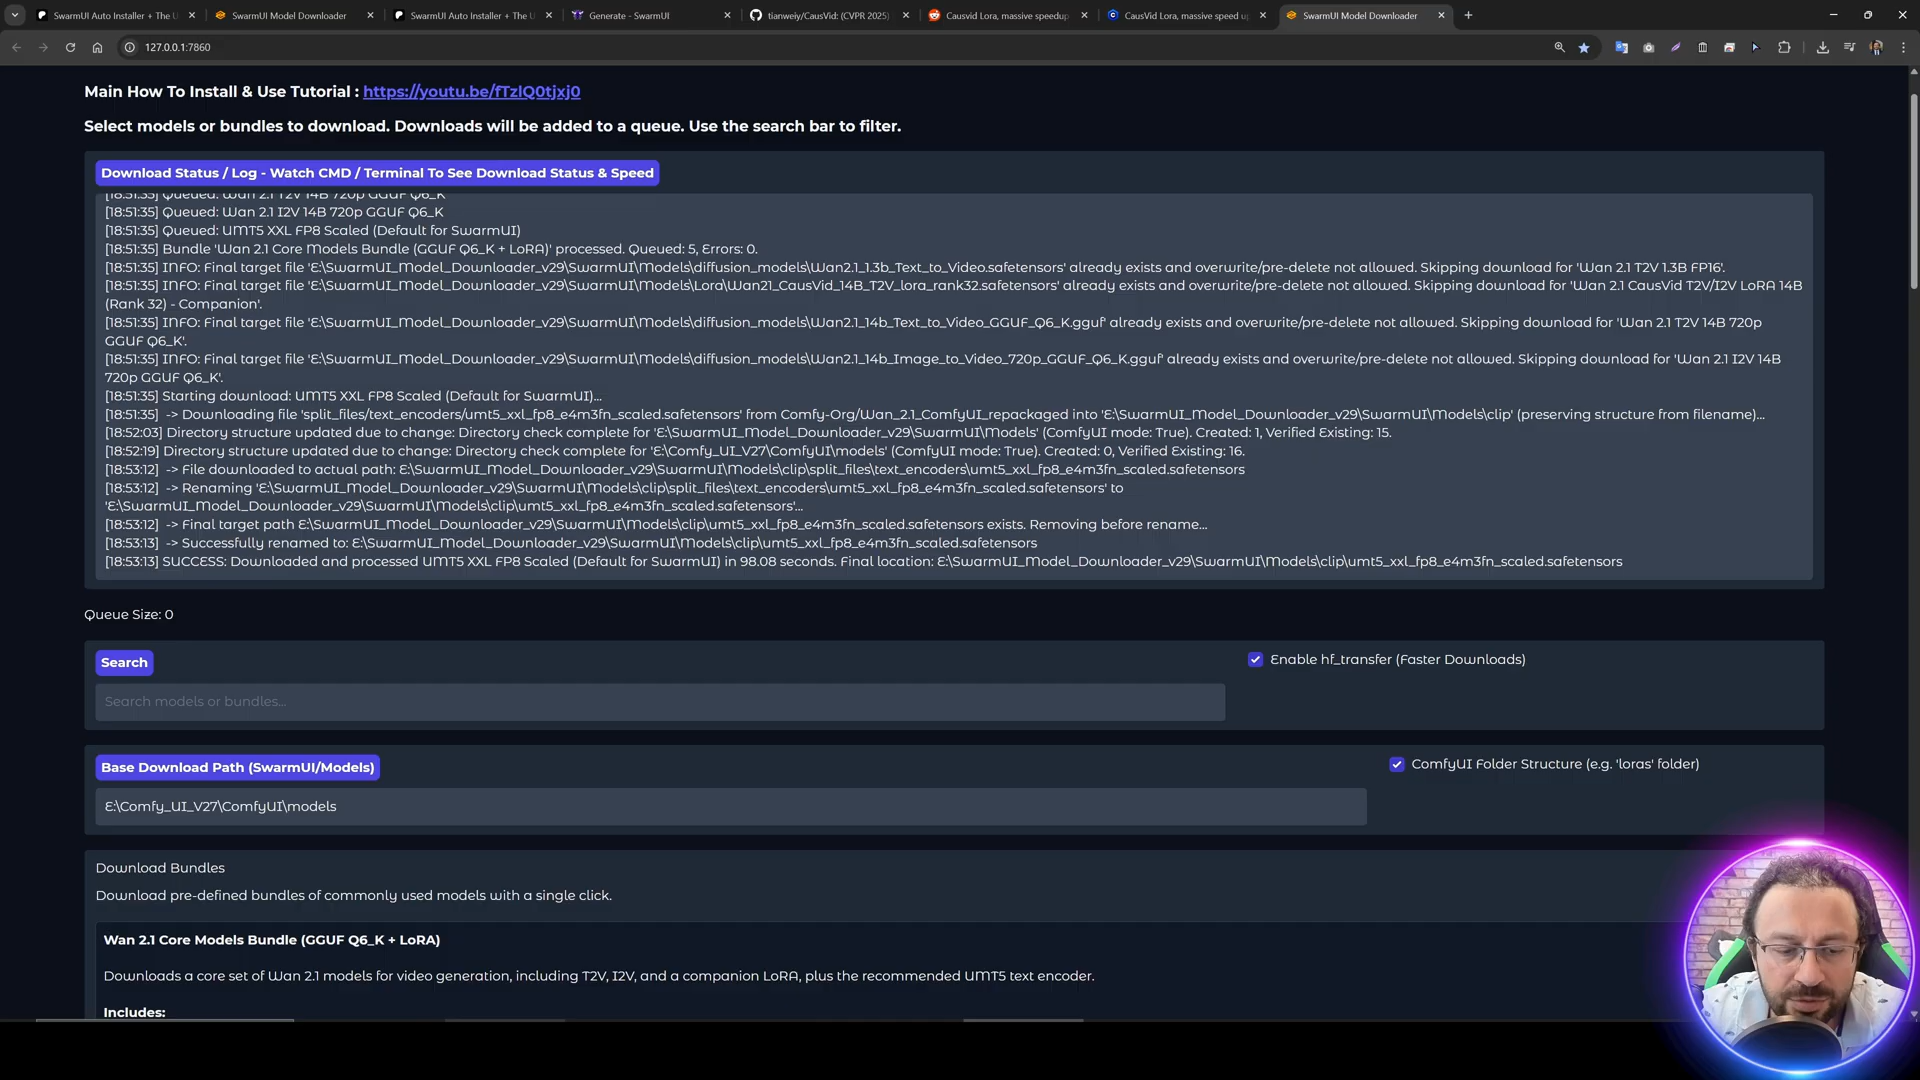 SwarmUI Auto Installer + The U
SwarmUI Model Downloader
SwarmUI Auto Installer + The U
Generate - SwarmUI
tianweiy/CausVid: (CVPR 2025)
Causvid Lora, massive speedup
CausVid Lora, massive speed up
SwarmUI Model Downloader
127.0.0.1:7860
Main How To Install & Use Tutorial : https://youtu.be/fTzlQ0tjxj0
Select models or bundles to download. Downloads will be added to a queue. Use the search bar to filter.
Download Status / Log - Watch CMD / Terminal To See Download Status & Speed
[18:51:35] Queued: Wan 2.1 T2V 14B 720p GGUF Q6_K
[18:51:35] Queued: Wan 2.1 I2V 14B 720p GGUF Q6_K
[18:51:35] Queued: UMT5 XXL FP8 Scaled (Default for SwarmUI)
[18:51:35] Bundle 'Wan 2.1 Core Models Bundle (GGUF Q6_K + LoRA)' processed. Queued: 5, Errors: 0.
[18:51:35] INFO: Final target file 'E:\SwarmUI_Model_Downloader_v29\SwarmUI\Models\diffusion_models\Wan2.1_1.3b_Text_to_Video.safetensors' already exists and overwrite/pre-delete not allowed. Skipping download for 'Wan 2.1 T2V 1.3B FP16'.
[18:51:35] INFO: Final target file 'E:\SwarmUI_Model_Downloader_v29\SwarmUI\Models\Lora\Wan21_CausVid_14B_T2V_lora_rank32.safetensors' already exists and overwrite/pre-delete not allowed. Skipping download for 'Wan 2.1 CausVid T2V/I2V LoRA 14B
(Rank 32) - Companion'.
[18:51:35] INFO: Final target file 'E:\SwarmUI_Model_Downloader_v29\SwarmUI\Models\diffusion_models\Wan2.1_14b_Text_to_Video_GGUF_Q6_K.gguf' already exists and overwrite/pre-delete not allowed. Skipping download for 'Wan 2.1 T2V 14B 720p
GGUF Q6_K'.
[18:51:35] INFO: Final target file 'E:\SwarmUI_Model_Downloader_v29\SwarmUI\Models\diffusion_models\Wan2.1_14b_Image_to_Video_720p_GGUF_Q6_K.gguf' already exists and overwrite/pre-delete not allowed. Skipping download for 'Wan 2.1 I2V 14B
720p GGUF Q6_K'.
[18:51:35] Starting download: UMT5 XXL FP8 Scaled (Default for SwarmUI)...
[18:51:35] -> Downloading file 'split_files/text_encoders/umt5_xxl_fp8_e4m3fn_scaled.safetensors' from Comfy-Org/Wan_2.1_ComfyUI_repackaged into 'E:\SwarmUI_Model_Downloader_v29\SwarmUI\Models\clip' (preserving structure from filename)...
[18:52:03] Directory structure updated due to change: Directory check complete for 'E:\SwarmUI_Model_Downloader_v29\SwarmUI\Models' (ComfyUI mode: True). Created: 1, Verified Existing: 15.
[18:52:19] Directory structure updated due to change: Directory check complete for 'E:\Comfy_UI_V27\ComfyUI\models' (ComfyUI mode: True). Created: 0, Verified Existing: 16.
[18:53:12] -> File downloaded to actual path: E:\SwarmUI_Model_Downloader_v29\SwarmUI\Models\clip\split_files\text_encoders\umt5_xxl_fp8_e4m3fn_scaled.safetensors
[18:53:12] -> Renaming 'E:\SwarmUI_Model_Downloader_v29\SwarmUI\Models\clip\split_files\text_encoders\umt5_xxl_fp8_e4m3fn_scaled.safetensors' to
'E:\SwarmUI_Model_Downloader_v29\SwarmUI\Models\clip\umt5_xxl_fp8_e4m3fn_scaled.safetensors'...
[18:53:12] -> Final target path E:\SwarmUI_Model_Downloader_v29\SwarmUI\Models\clip\umt5_xxl_fp8_e4m3fn_scaled.safetensors exists. Removing before rename...
[18:53:13] -> Successfully renamed to: E:\SwarmUI_Model_Downloader_v29\SwarmUI\Models\clip\umt5_xxl_fp8_e4m3fn_scaled.safetensors
[18:53:13] SUCCESS: Downloaded and processed UMT5 XXL FP8 Scaled (Default for SwarmUI) in 98.08 seconds. Final location: E:\SwarmUI_Model_Downloader_v29\SwarmUI\Models\clip\umt5_xxl_fp8_e4m3fn_scaled.safetensors
Queue Size: 0
Search
Enable hf_transfer (Faster Downloads)
Search models or bundles...
Base Download Path (SwarmUI/Models)
ComfyUI Folder Structure (e.g. 'loras' folder)
E:\Comfy_UI_V27\ComfyUI\models
Download Bundles
Download pre-defined bundles of commonly used models with a single click.
Wan 2.1 Core Models Bundle (GGUF Q6_K + LoRA)
Downloads a core set of Wan 2.1 models for video generation, including T2V, I2V, and a companion LoRA, plus the recommended UMT5 text encoder.
Includes: